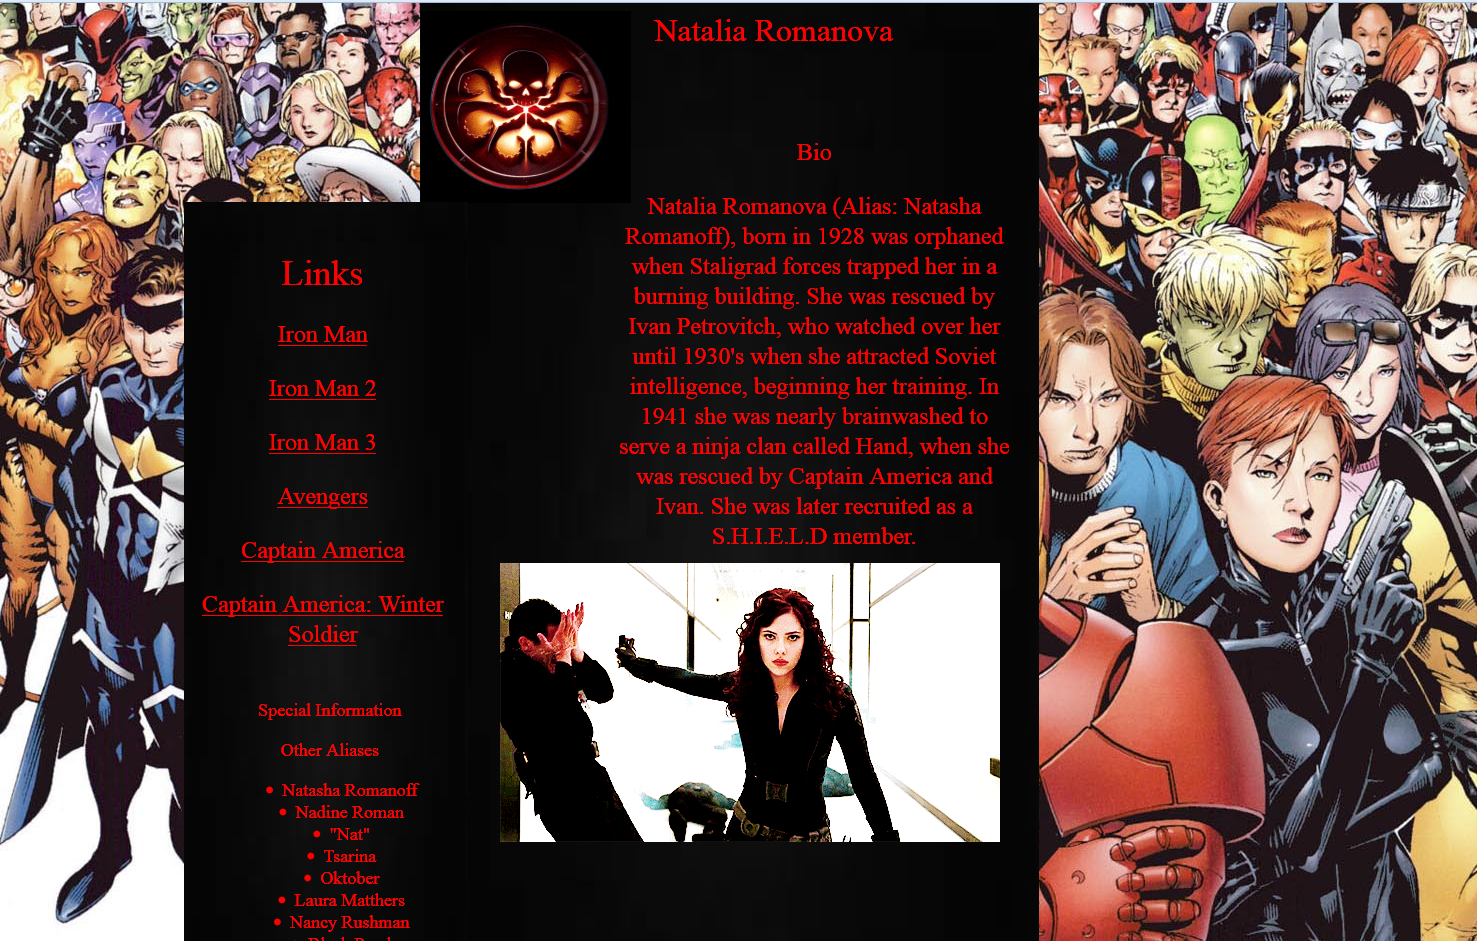 Natalia Romanova
Bio
Natalia Romanova (Alias: Natasha
Romanoff), born in 1928 was orphaned
when Staligrad forces trapped her in a
burning building. She was rescued by
Ivan Petrovitch, who watched over her
until 1930's when she attracted Soviet
intelligence, beginning her training. In
1941 she was nearly brainwashed to
serve a ninja clan called Hand, when she
was rescued by Captain America and
Ivan. She was later recruited as a
S.H.I.E.L.D member.
Links
Iron Man
Iron Man 2
Iron Man 3
Avengers
Captain America
Captain America: Winter
Soldier
Special Information
Other Aliases
• Natasha Romanoff
• Nadine Roman
• "Nat"
• Tsarina
• Oktober
• Laura Matthers
• Nancy Rushman